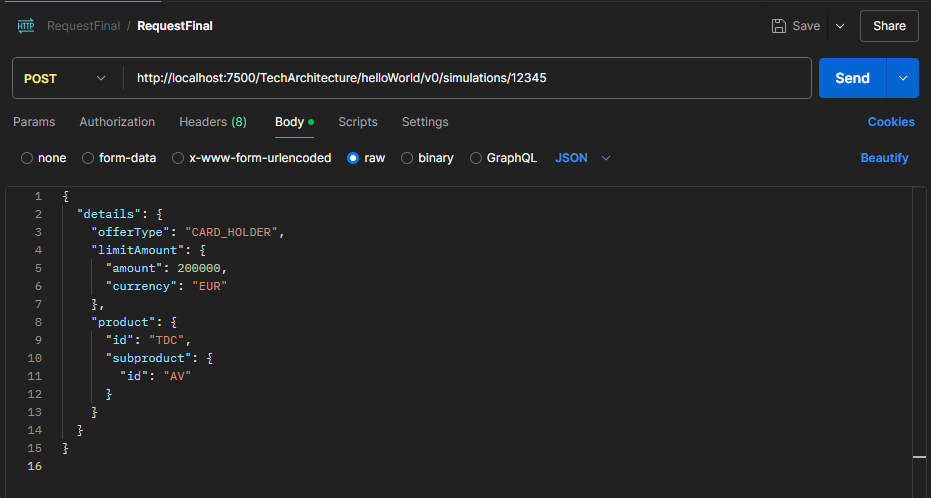 HTTP RequestFinal / RequestFinal Save Share
POST http://localhost:7500/TechArchitecture/helloWorld/v0/simulations/12345 Send
Params Authorization Headers (8) Body Scripts Settings Cookies
none form-data x-www-form-urlencoded raw binary GraphQL JSON Beautify
1 {
2 "details": {
3 "offerType": "CARD_HOLDER",
4 "limitAmount": {
5 "amount": 200000,
6 "currency": "EUR"
7 },
8 "product": {
9 "id": "TDC",
10 "subproduct": {
11 "id": "AV"
12 }
13 }
14 }
15 }
16